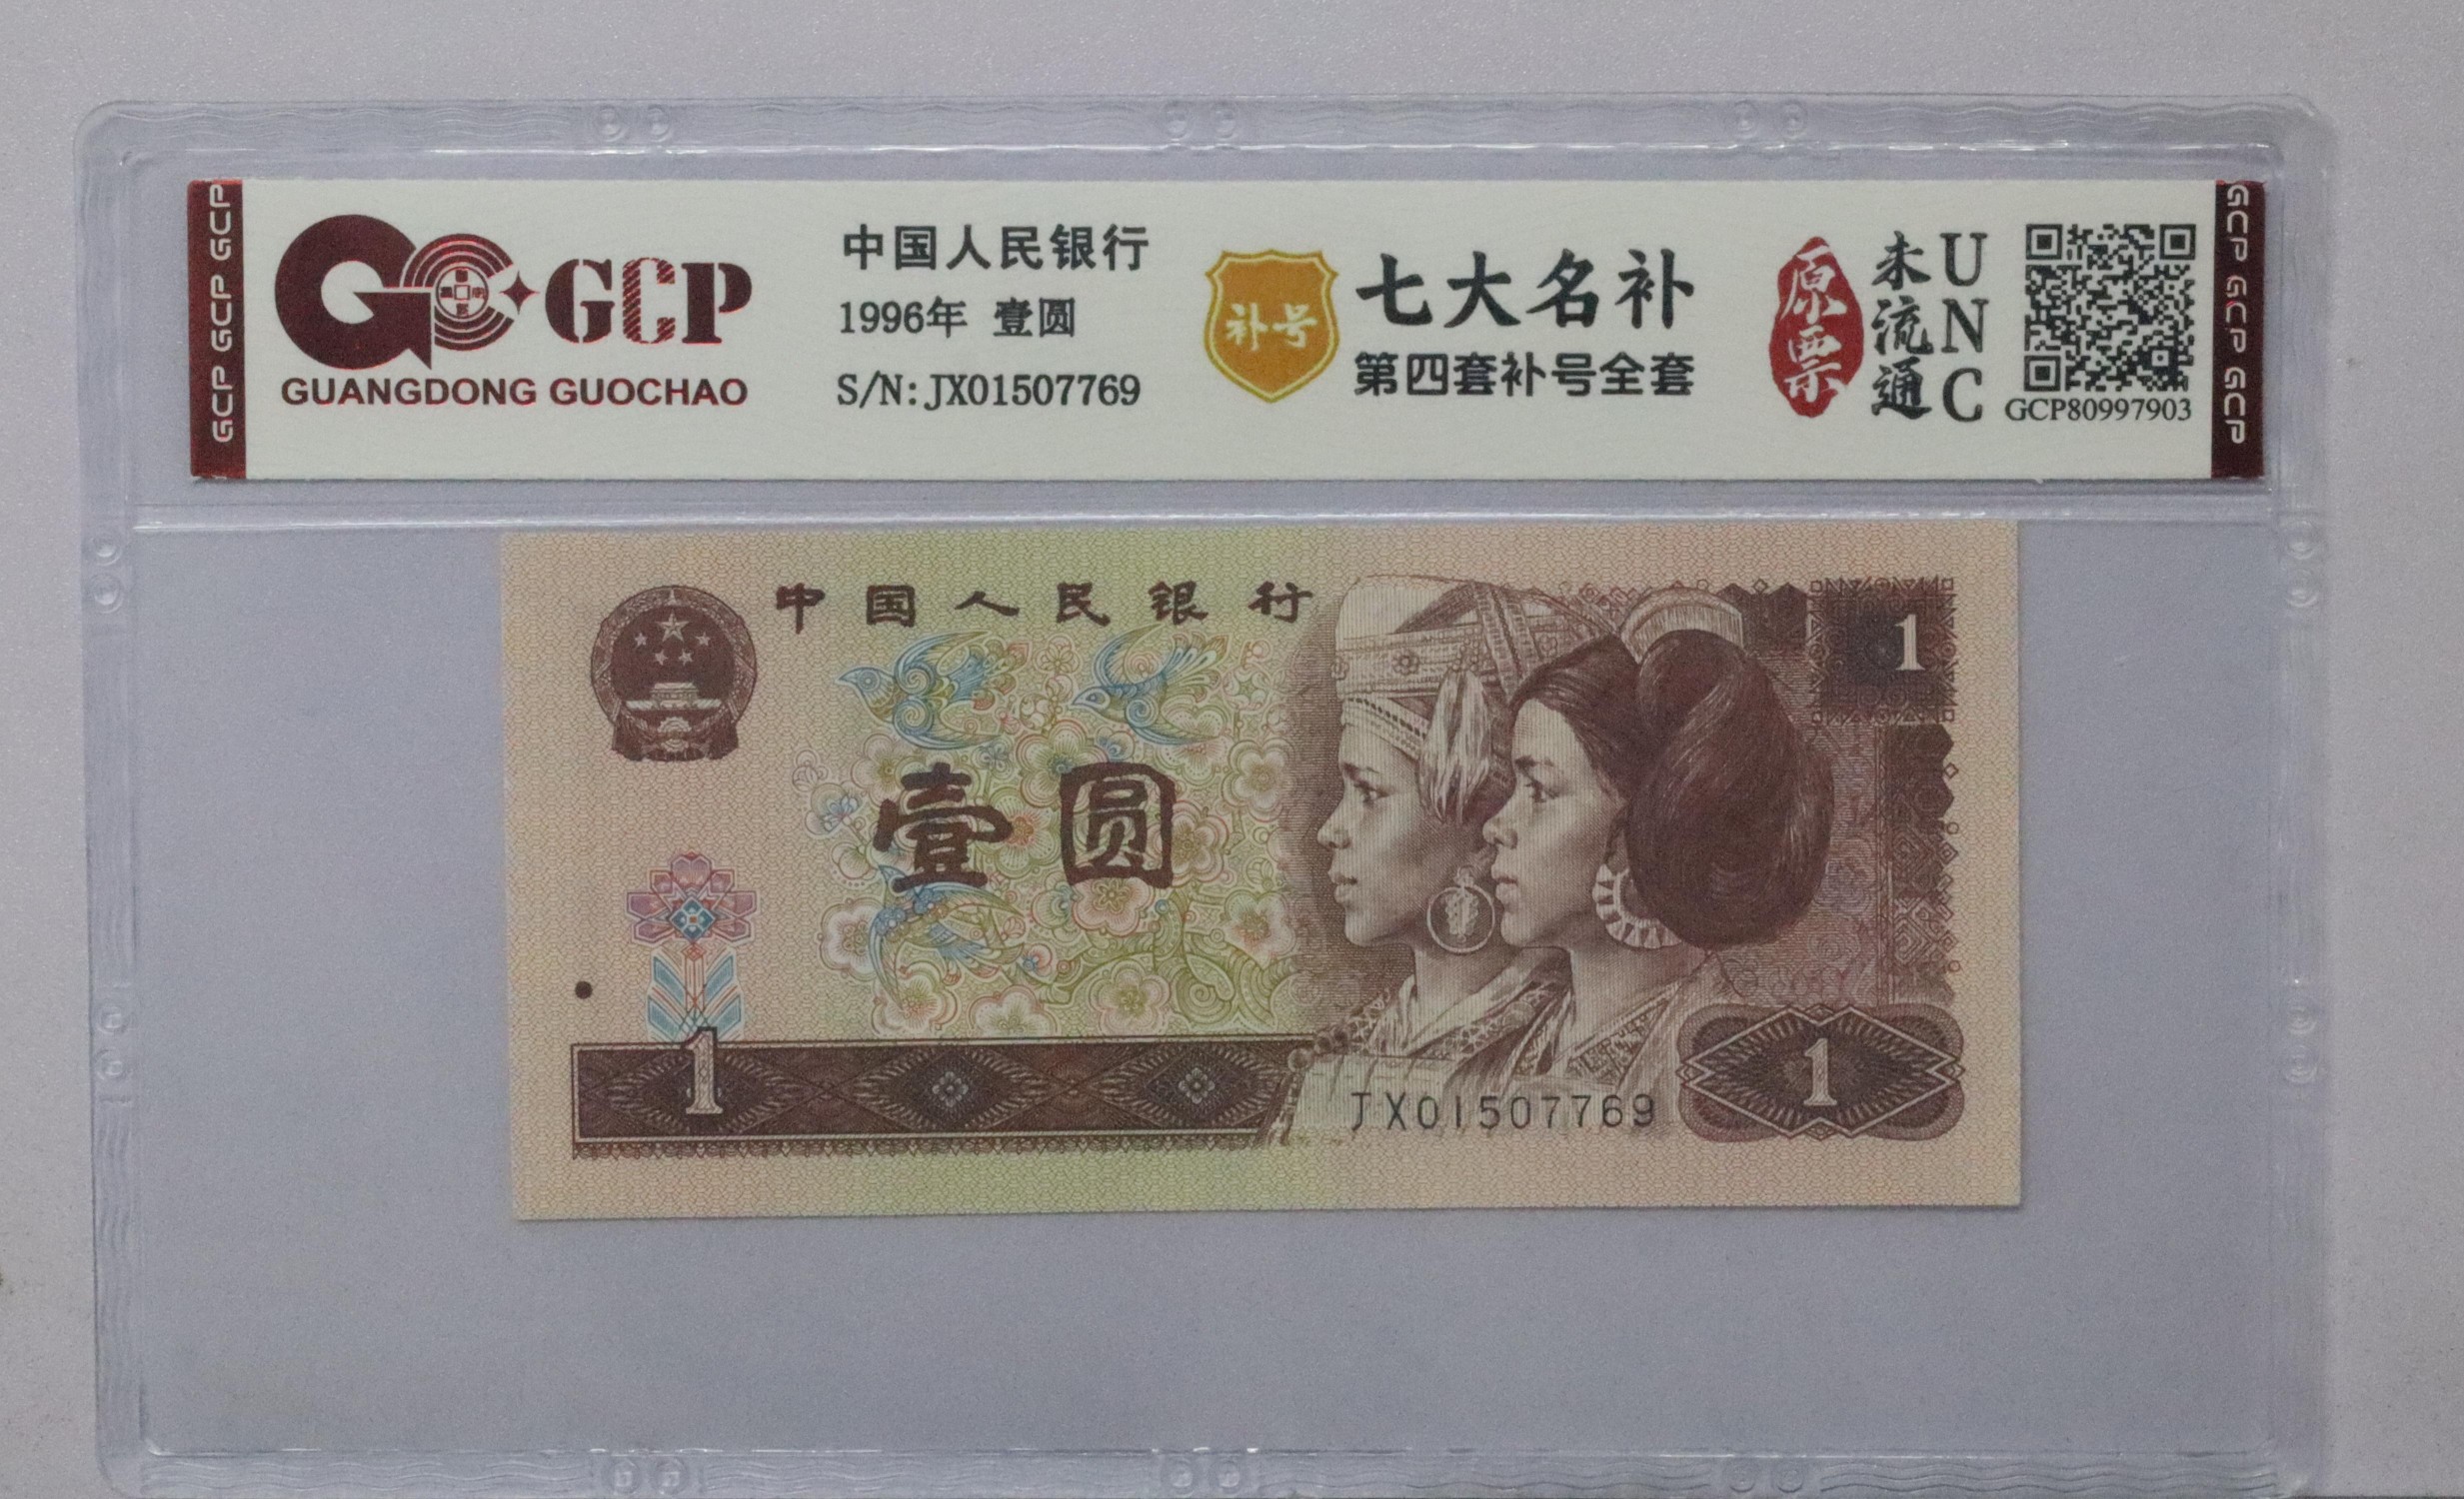 GCP GCP GCP
GCP
GUANGDONG GUOCHAO
中国人民银行
1996年 壹圆
S/N: JX01507769
补号
七大名补
第四套补号全套
原票
未流通
UNC
GCP80997903
GCP GCP GCP
中国人民银行
1
壹圆
1
JX01507769
1